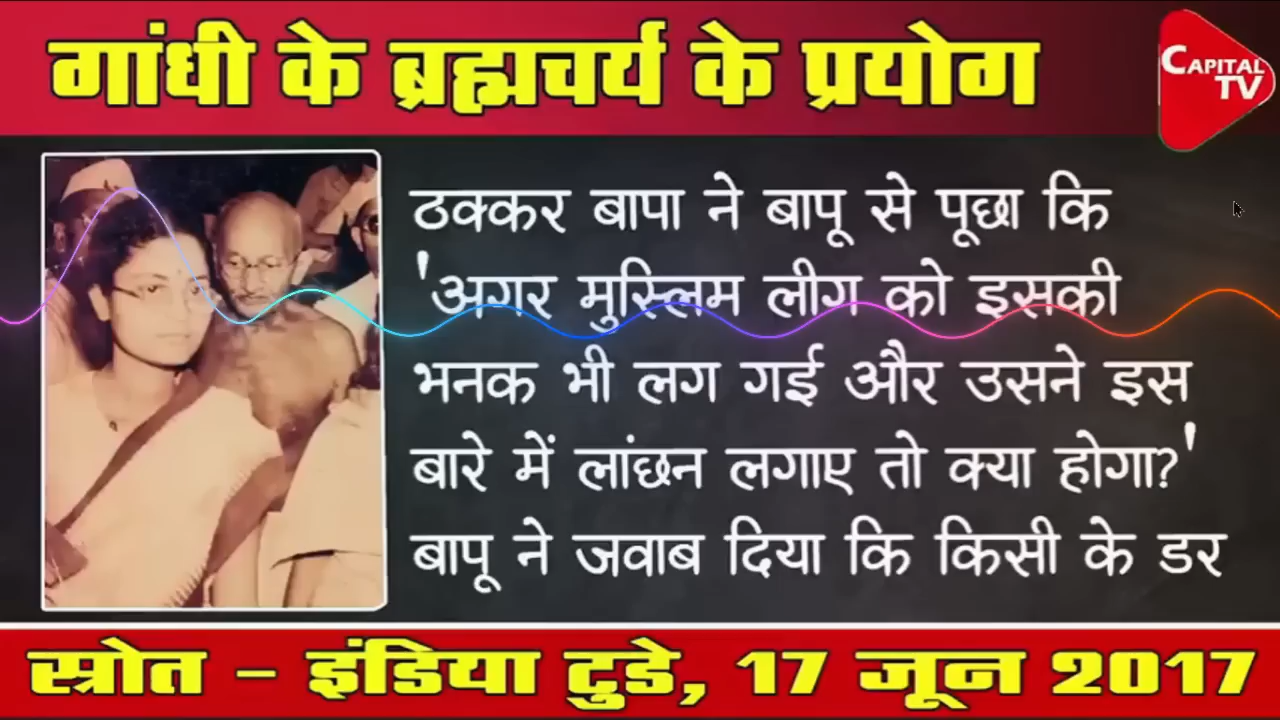 गांधी के ब्रह्मचर्य के प्रयोग
CAPITAL
TV
ठक्कर बापा ने बापू से पूछा कि
'अगर मुस्लिम लीग को इसकी
भनक भी लग गई और उसने इस
बारे में लांछन लगाए तो क्या होगा?'
बापू ने जवाब दिया कि किसी के डर
स्रोत – इंडिया टुडे, 17 जून 2017